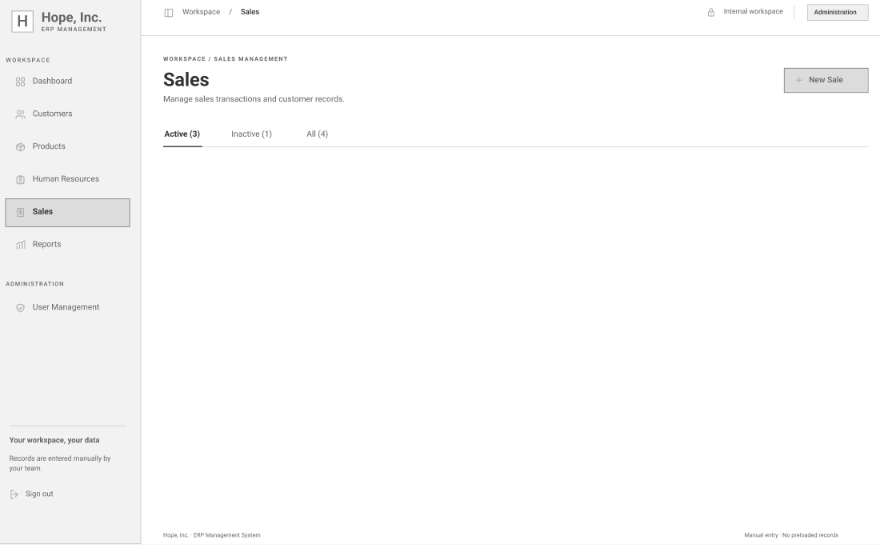 H
Hope, Inc.
ERP MANAGEMENT
WORKSPACE
Dashboard
Customers
Products
Human Resources
Sales
Reports
ADMINISTRATION
User Management
Your workspace, your data
Records are entered manually by
your team.
Sign out
Workspace / Sales
Internal workspace
Administration
WORKSPACE / SALES MANAGEMENT
Sales
Manage sales transactions and customer records.
+ New Sale
Active (3) Inactive (1) All (4)
Hope, Inc. · ERP Management System
Manual entry · No preloaded records